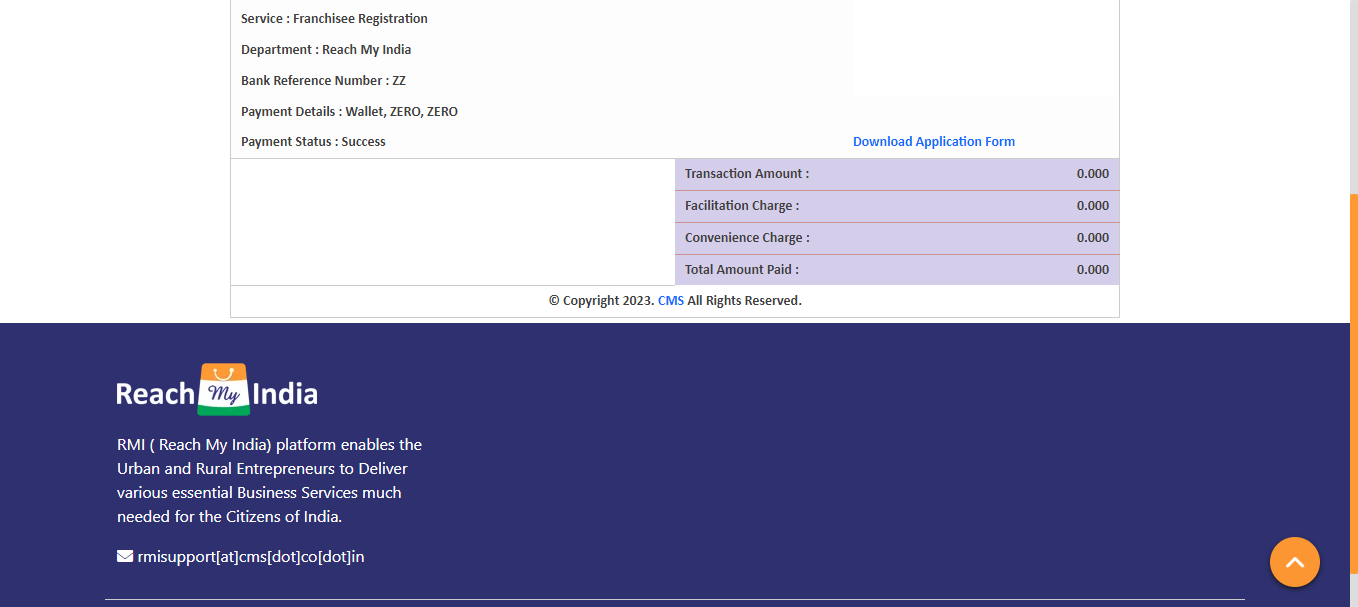 Service : Franchisee Registration
Department : Reach My India
Bank Reference Number : ZZ
Payment Details : Wallet, ZERO, ZERO
Payment Status : Success
Download Application Form
Transaction Amount : 0.000
Facilitation Charge : 0.000
Convenience Charge : 0.000
Total Amount Paid : 0.000
© Copyright 2023. CMS All Rights Reserved.
Reach My India
RMI ( Reach My India) platform enables the
Urban and Rural Entrepreneurs to Deliver
various essential Business Services much
needed for the Citizens of India.
rmisupport[at]cms[dot]co[dot]in